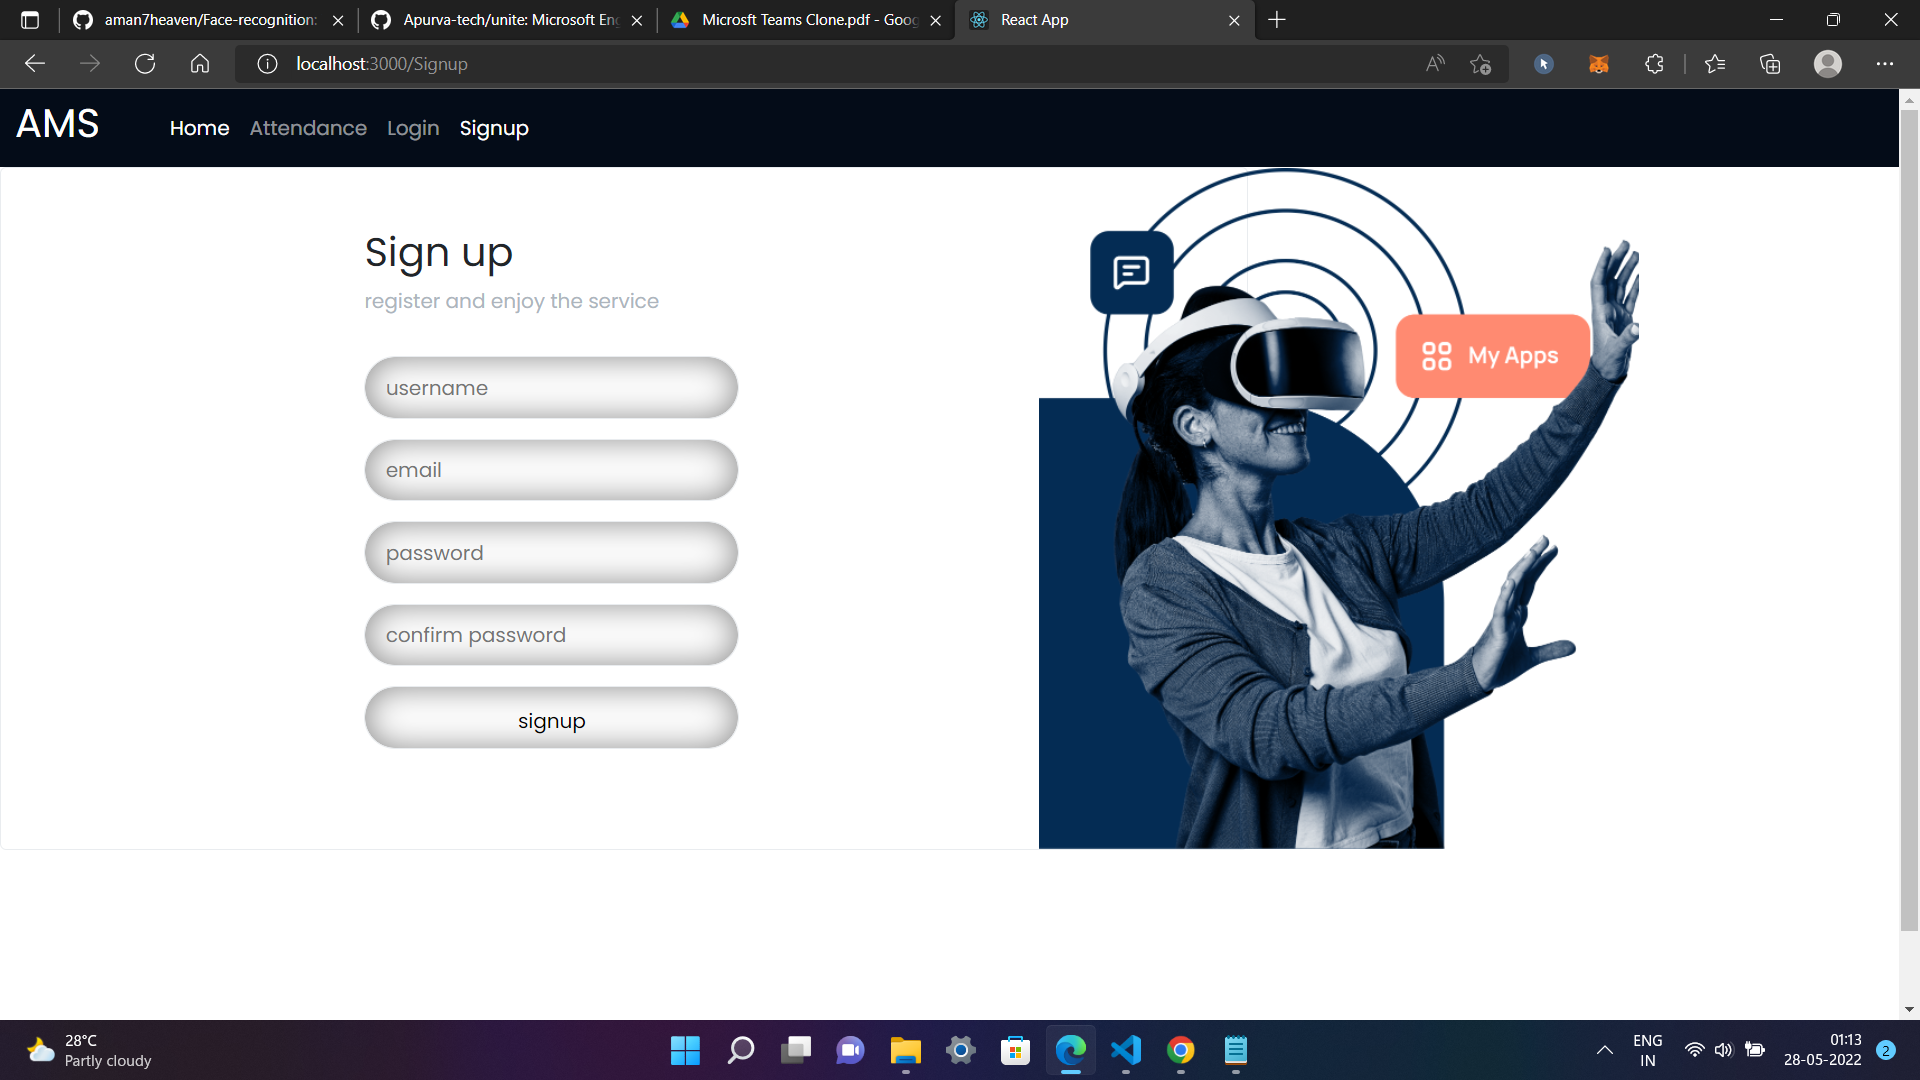 aman7heaven/Face-recognition:
Apurva-tech/unite: Microsoft En
Microsft Teams Clone.pdf - Goog
React App
localhost:3000/Signup
AMS
Home
Attendance
Login
Signup
Sign up
register and enjoy the service
username
email
password
confirm password
signup
My Apps
28°C
Partly cloudy
ENG
IN
01:13
28-05-2022
2